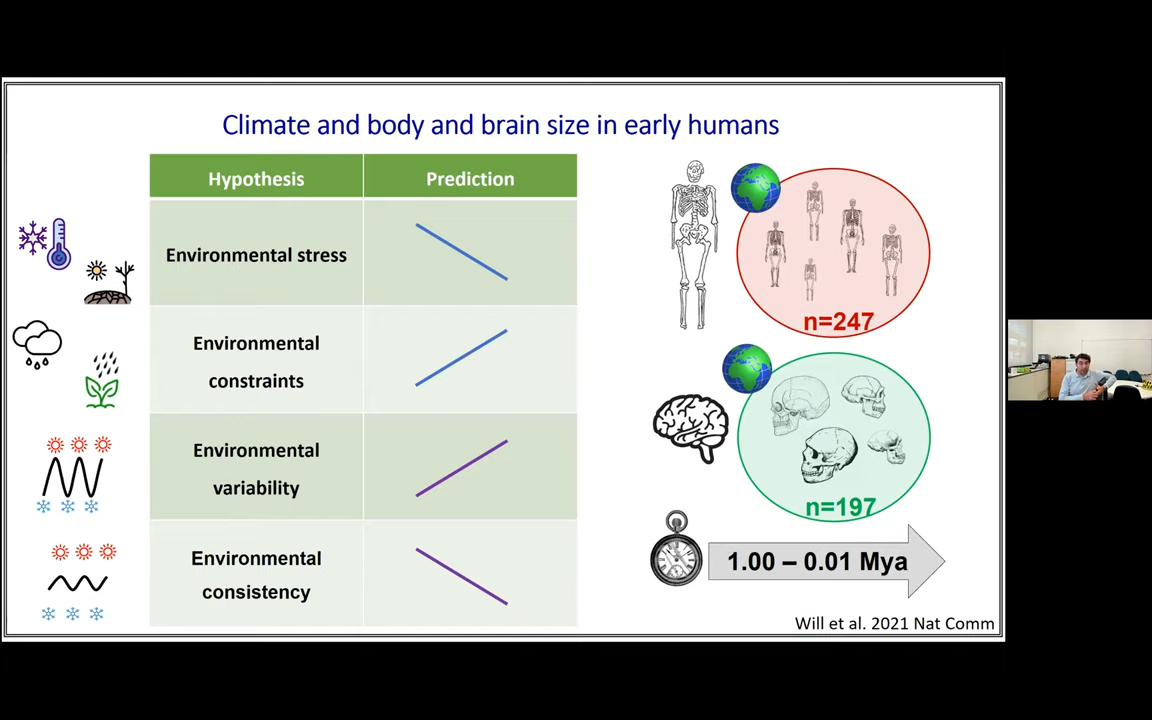 Climate and body and brain size in early humans
Hypothesis
Prediction
Environmental stress
Environmental
constraints
Environmental
variability
Environmental
consistency
n=247
n=197
1.00 – 0.01 Mya
Will et al. 2021 Nat Comm